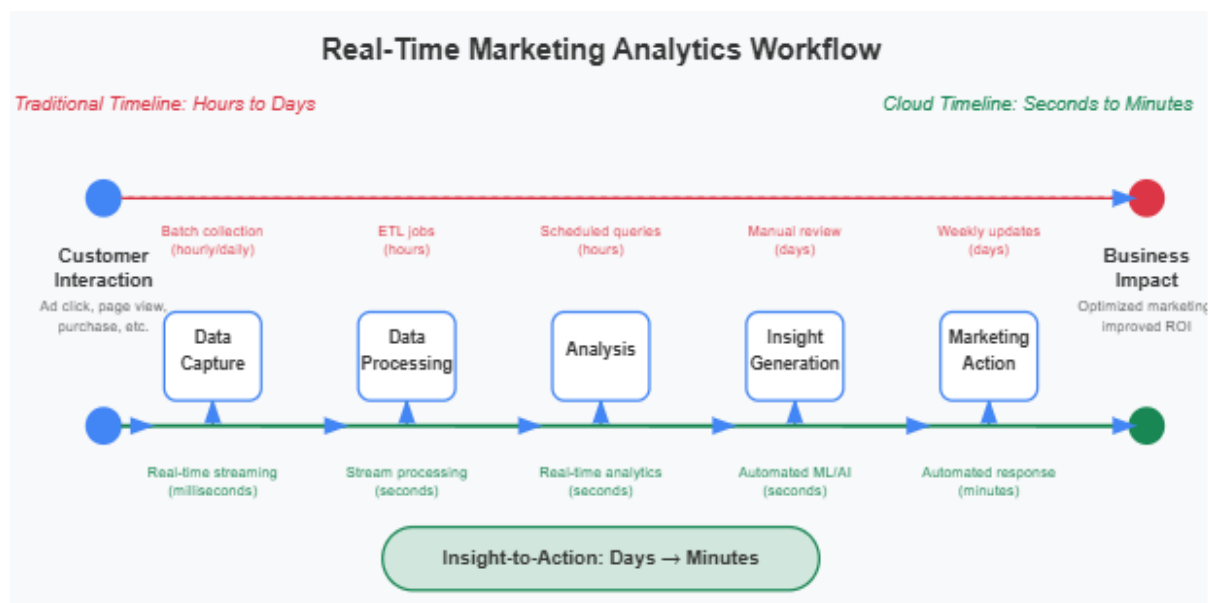 Real-Time Marketing Analytics Workflow
Traditional Timeline: Hours to Days
Cloud Timeline: Seconds to Minutes
Batch collection
(hourly/daily)
ETL jobs
(hours)
Scheduled queries
(hours)
Manual review
(days)
Weekly updates
(days)
Customer
Interaction
Ad click, page view,
purchase, etc.
Business
Impact
Optimized marketing
improved ROI
Data
Capture
Data
Processing
Analysis
Insight
Generation
Marketing
Action
Real-time streaming
(milliseconds)
Stream processing
(seconds)
Real-time analytics
(seconds)
Automated ML/AI
(seconds)
Automated response
(minutes)
Insight-to-Action: Days → Minutes